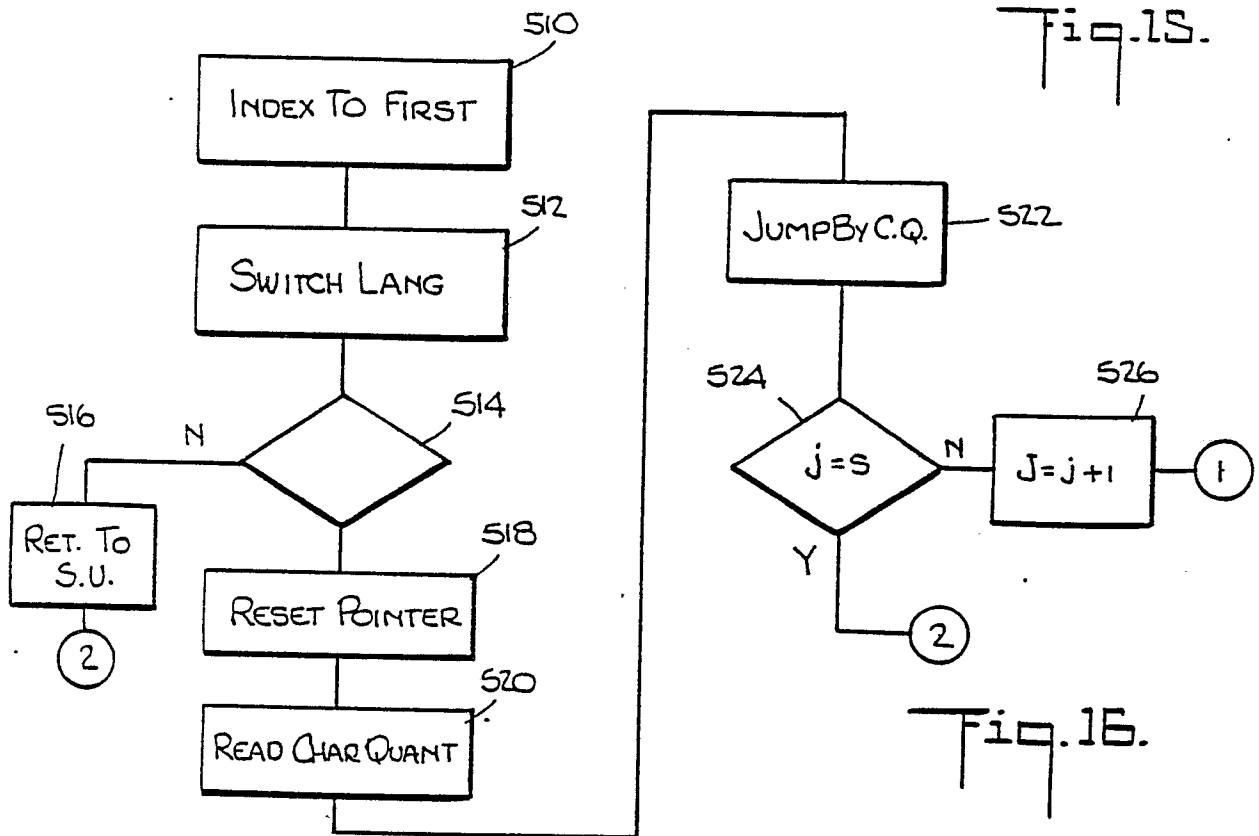 Fig.15.
510
INDEX TO FIRST
512
SWITCH LANG
514
N
516
RET. TO
S.U.
2
518
RESET POINTER
520
READ CHAR QUANT
JUMP BY C.Q.
522
524
j=s
N
526
J=j+1
1
Y
2
Fig.16.